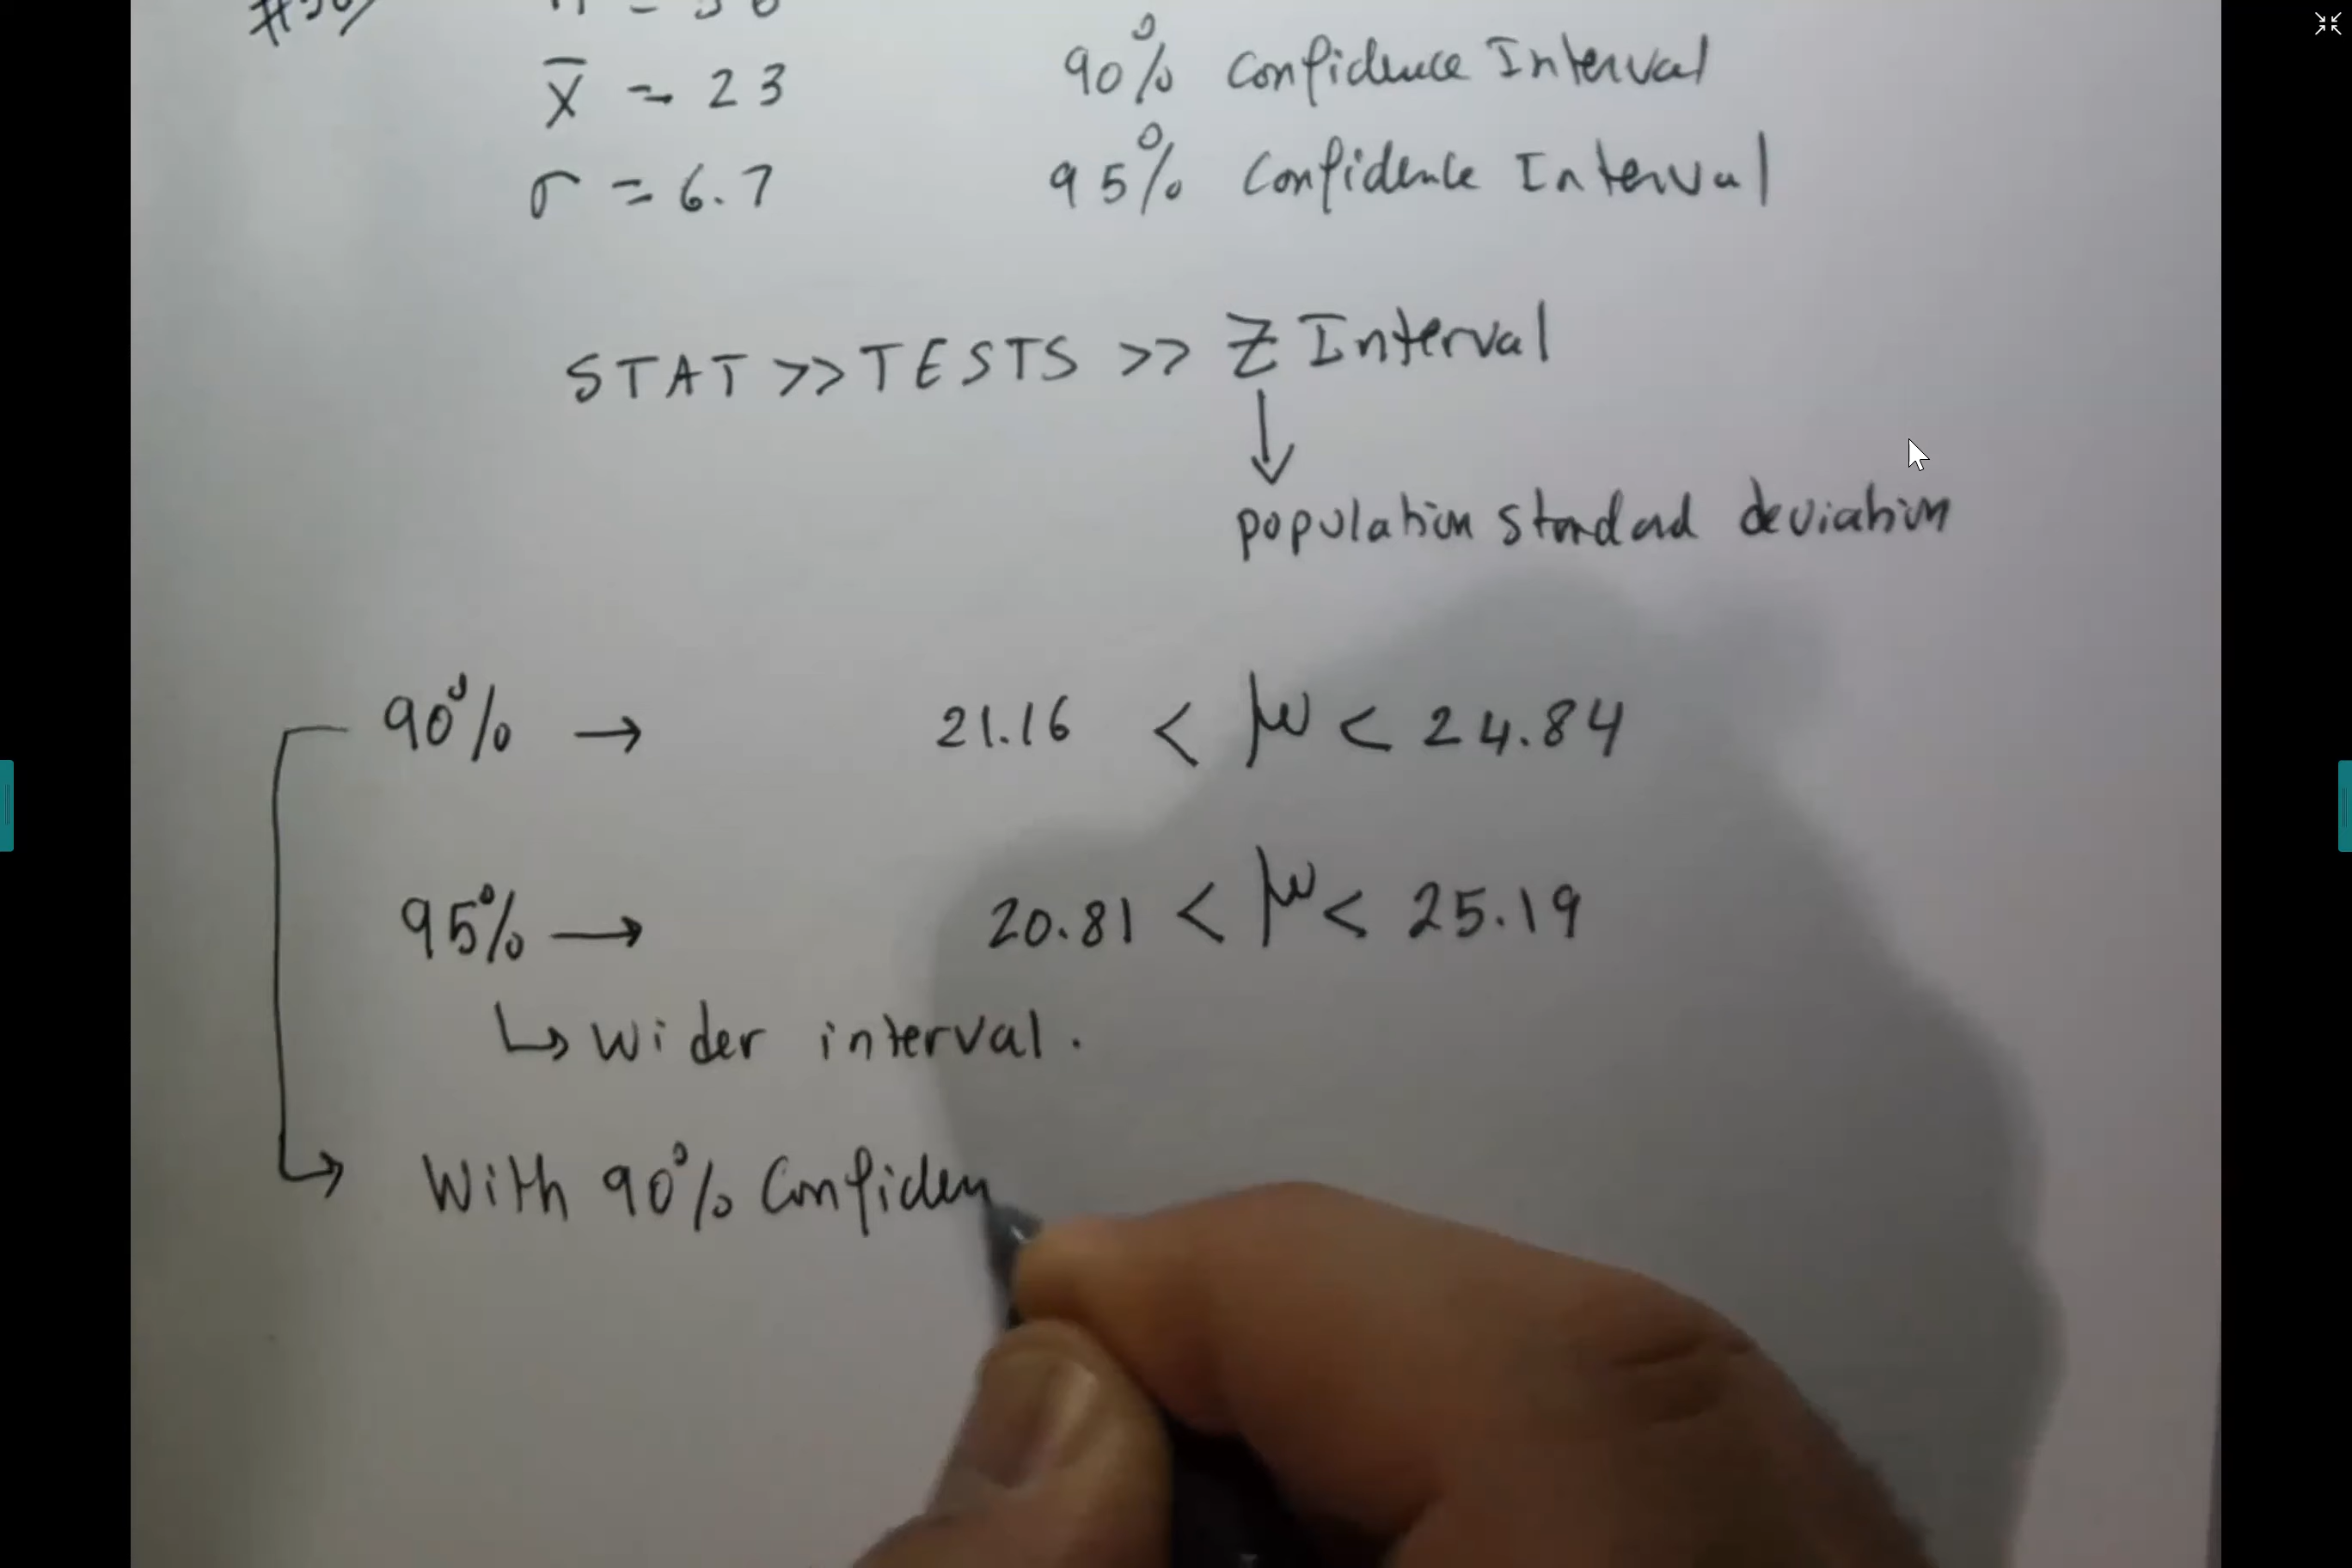 x̄ = 23
90% Confidence Interval
σ = 6.7
95% Confidence Interval
STAT >> TESTS >> Z Interval
↓
population standard deviation
90% → 21.16 < μ < 24.84
95% → 20.81 < μ < 25.19
↳ wider interval.
↳ With 90% Confiden